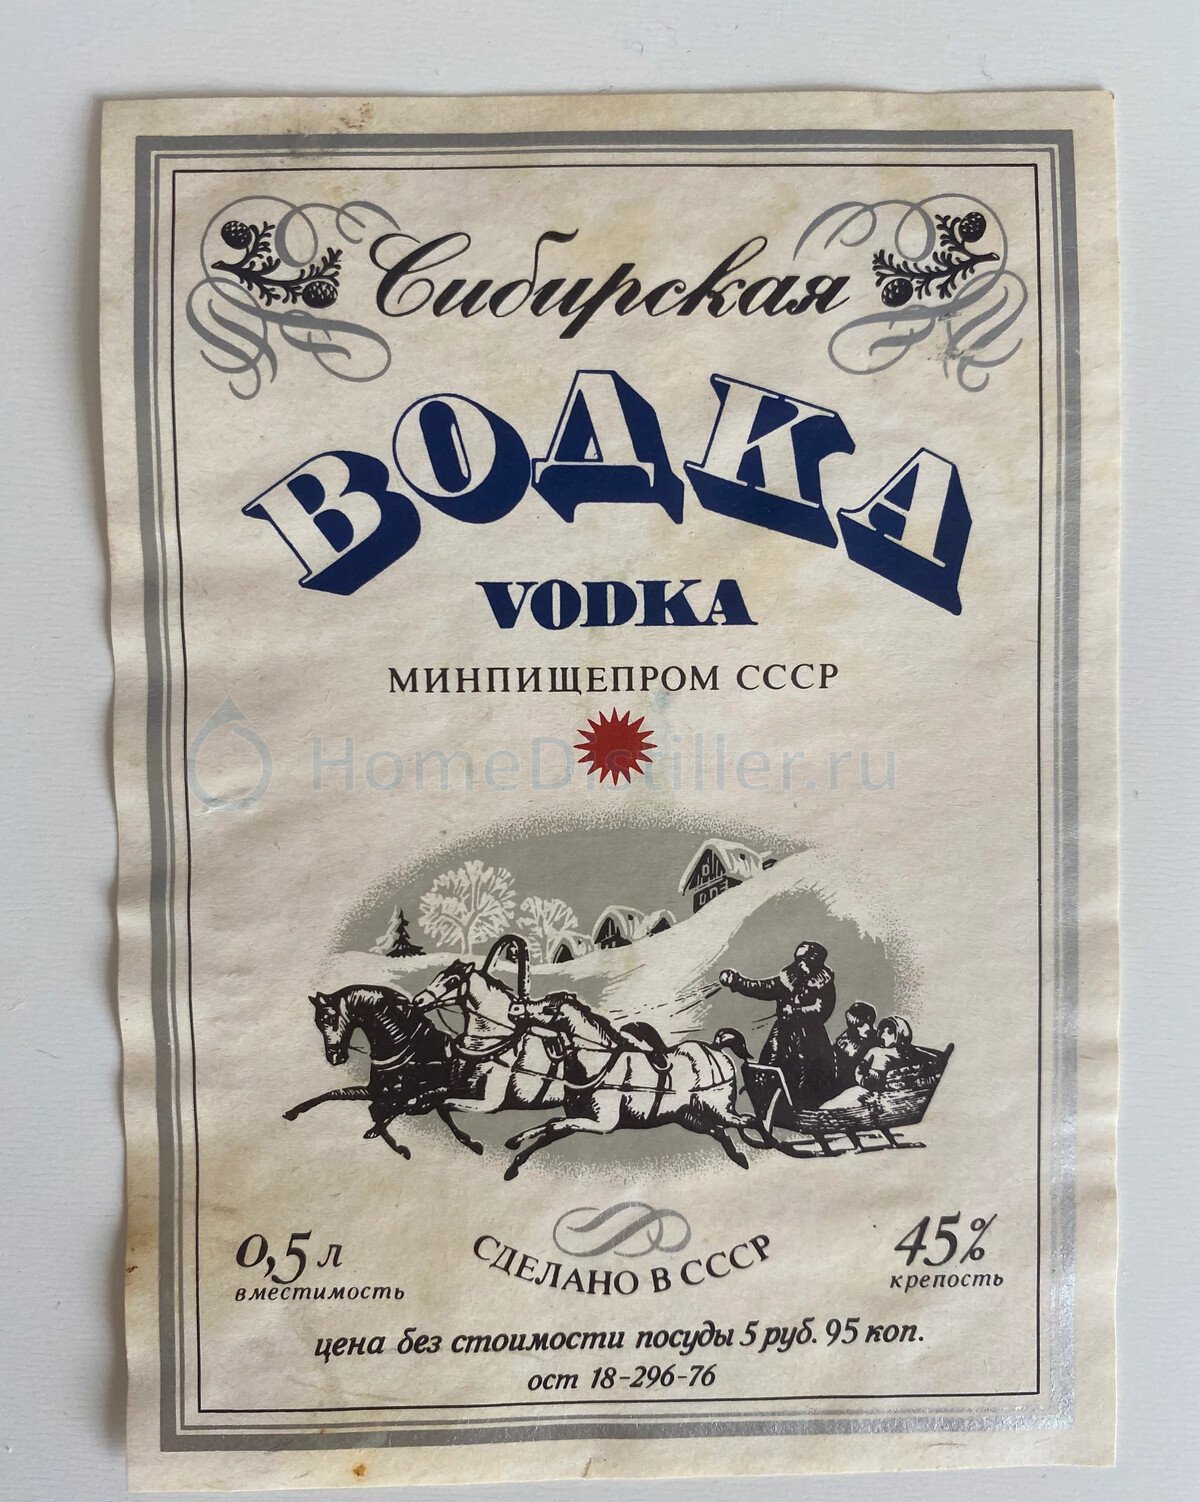 Сибирская
ВОДКА
VODKA
МИНПИЩЕПРОМ СССР
HomeDistiller.ru
0,5 л
вместимость
СДЕЛАНО В СССР
45%
крепость
цена без стоимости посуды 5 руб. 95 коп.
ост 18-296-76